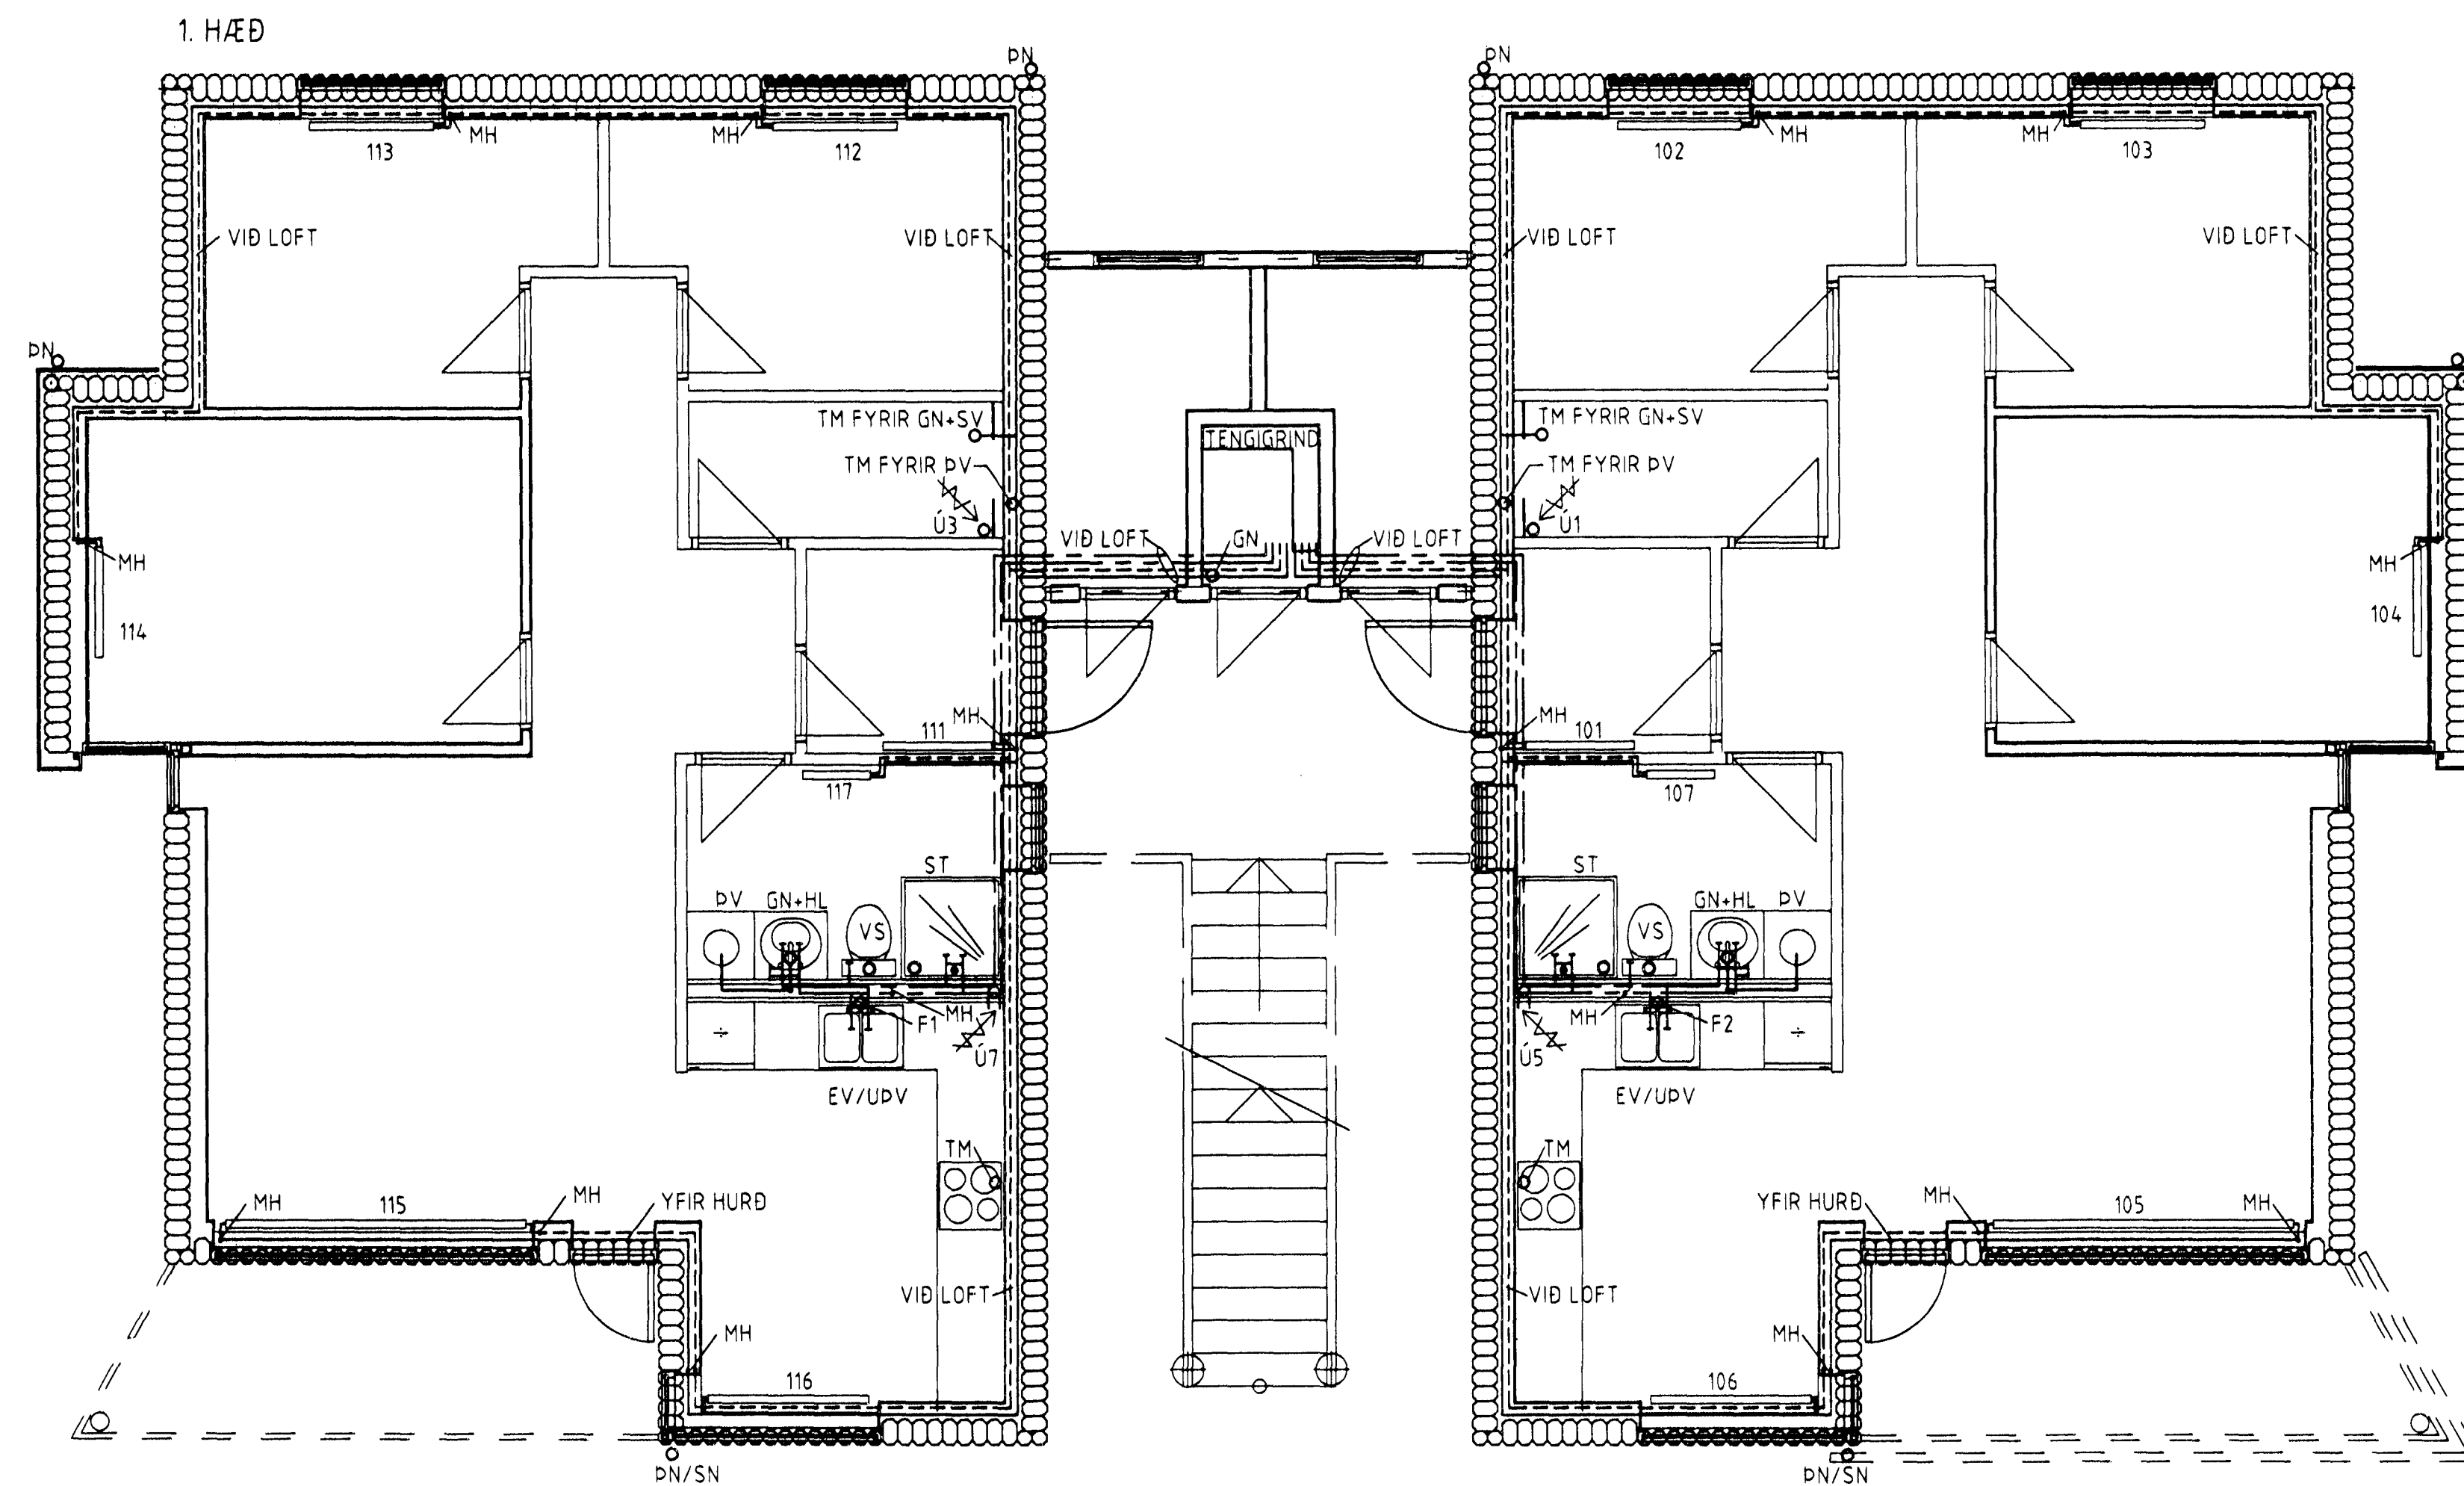 1. HÆÐ
ÞN
ÞN
MH
MH
MH
MH
113
112
102
103
VIÐ LOFT
VIÐ LOFT
VIÐ LOFT
VIÐ LOFT
ÞN
TM FYRIR GN+SV
TENGIGRIND
TM FYRIR GN+SV
TM FYRIR ÞV
TM FYRIR ÞV
Ú3
Ú1
VIÐ LOFT
GN
VIÐ LOFT
MH
MH
114
104
MH
111
MH
101
117
107
ST
ST
ÞV
GN+HL
GN+HL
ÞV
VS
VS
MH
F1
MH
F2
÷
÷
Ú7
Ú5
EV/UÞV
EV/UÞV
TM
TM
MH
115
MH
YFIR HURÐ
YFIR HURÐ
MH
105
MH
VIÐ LOFT
VIÐ LOFT
MH
MH
116
106
ÞN/SN
ÞN/SN